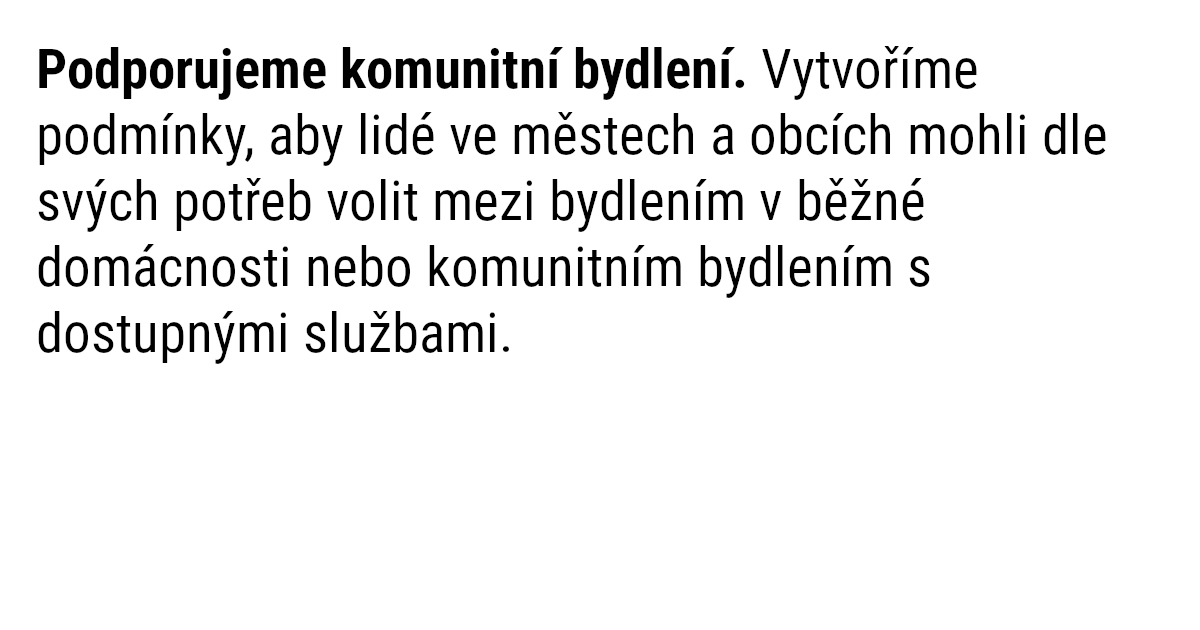 Podporujeme komunitní bydlení. Vytvoříme
podmínky, aby lidé ve městech a obcích mohli dle
svých potřeb volit mezi bydlením v běžné
domácnosti nebo komunitním bydlením s
dostupnými službami.